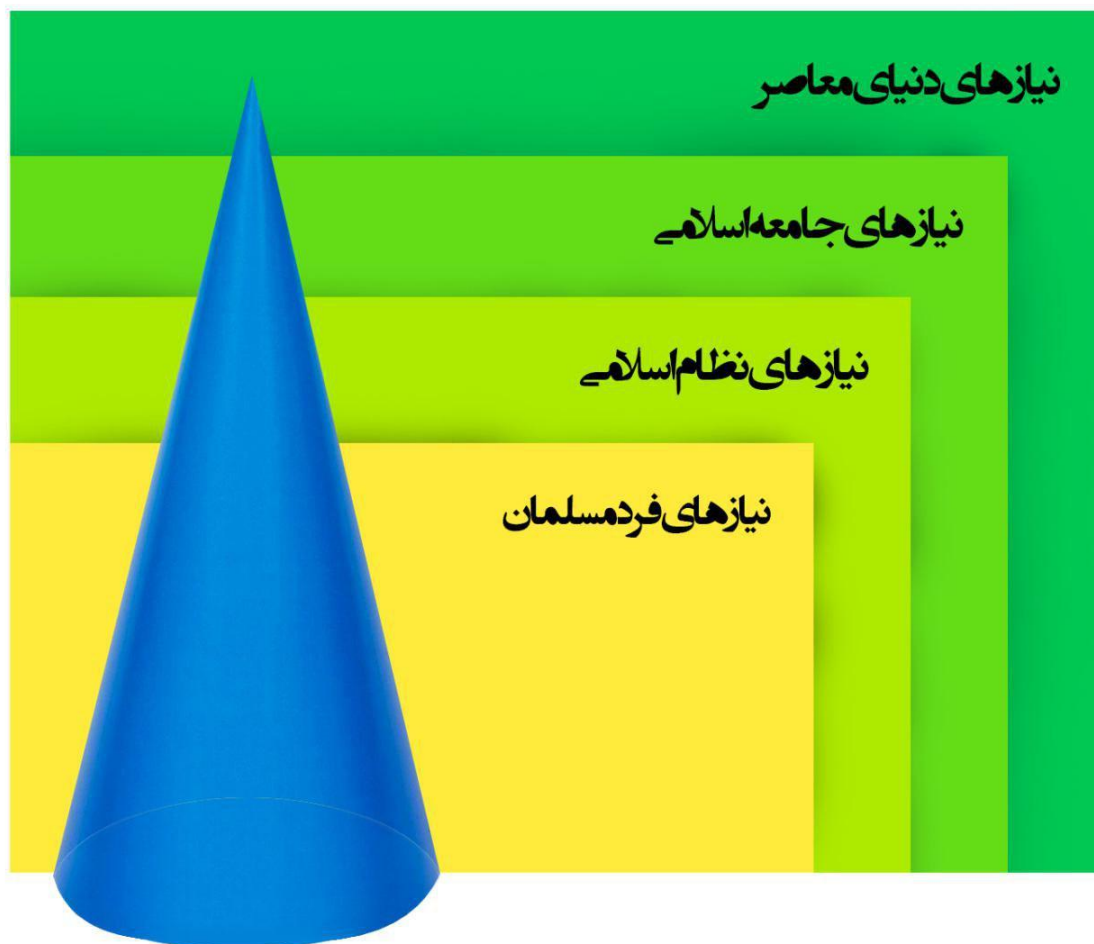 نیازهای دنیای معاصر
نیازهای جامعه اسلامی
نیازهای نظام اسلامی
نیازهای فرد مسلمان